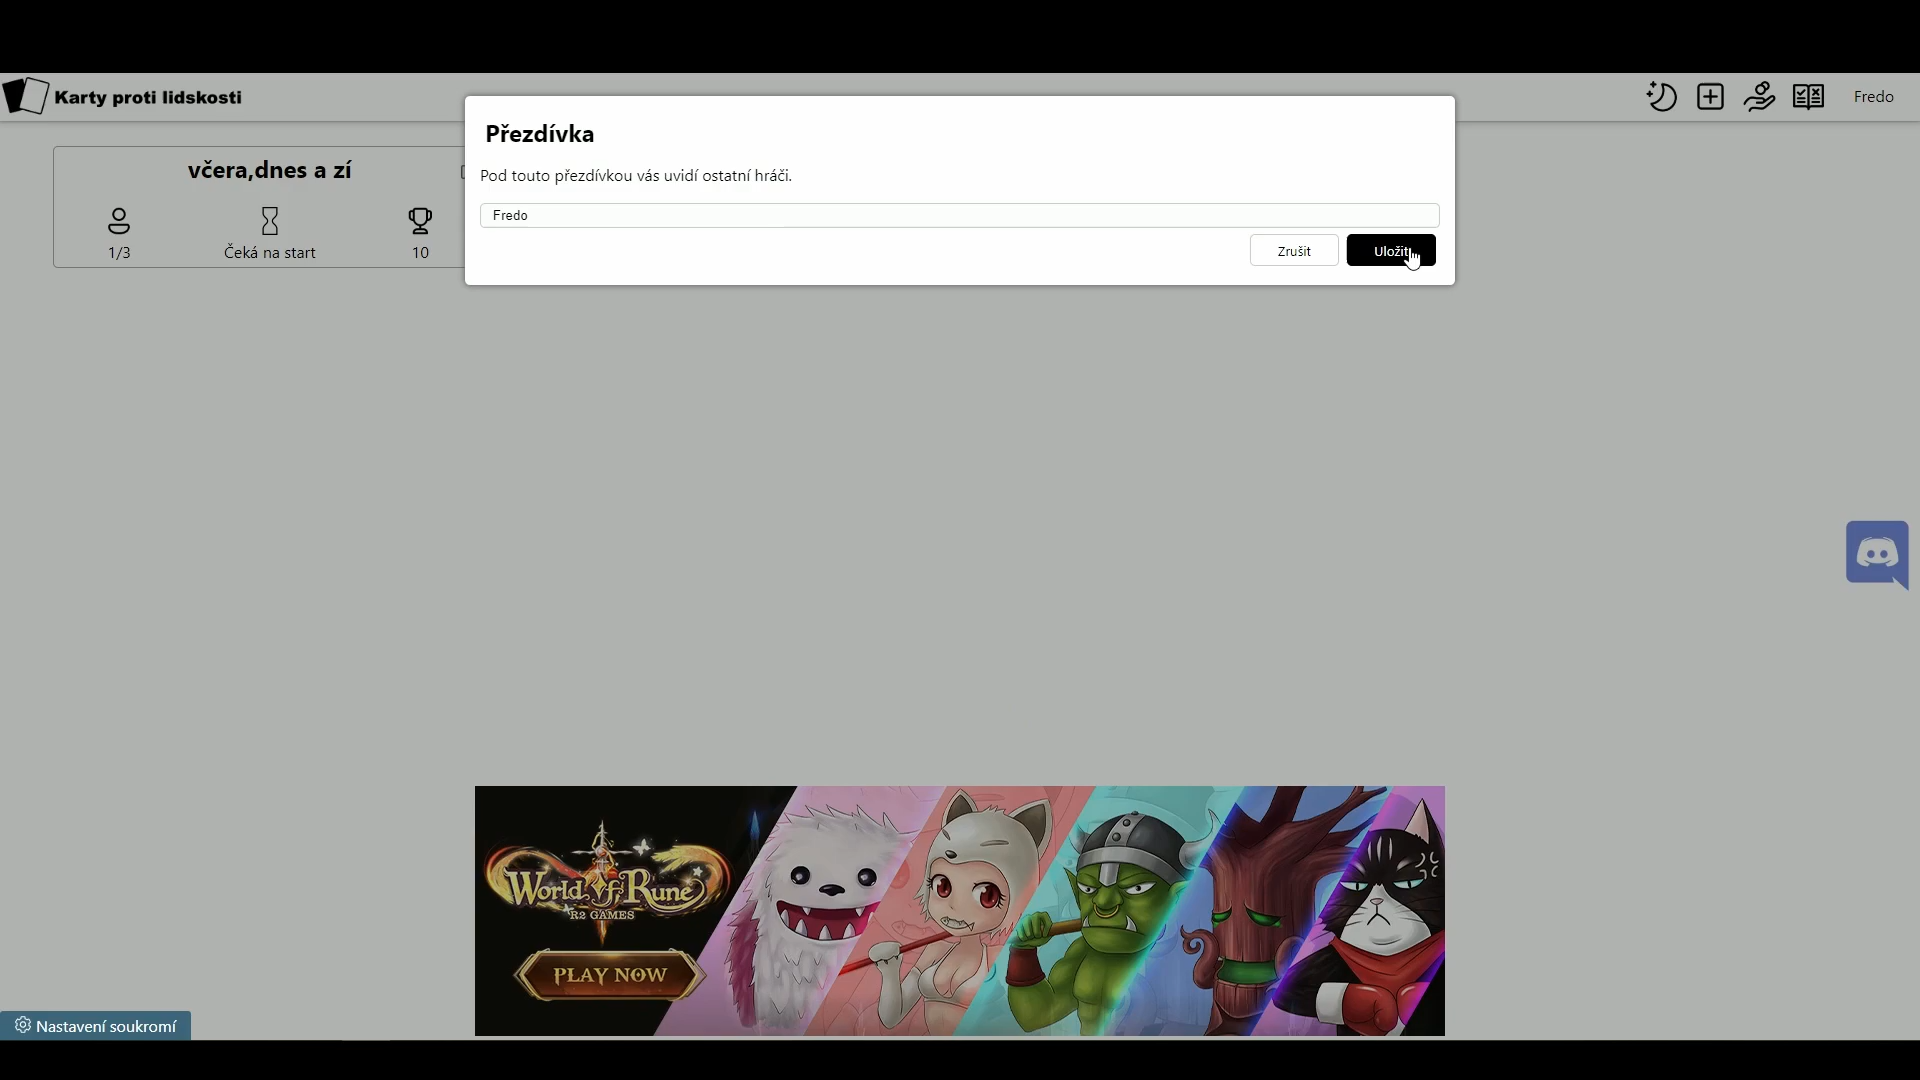 Karty proti lidskosti
Fredo
včera,dnes a zí
1/3
Čeká na start
10
Přezdívka
Pod touto přezdívkou vás uvidí ostatní hráči.
Fredo
Zrušit
Uložit
World of Rune
R2 GAMES
PLAY NOW
Nastavení soukromí